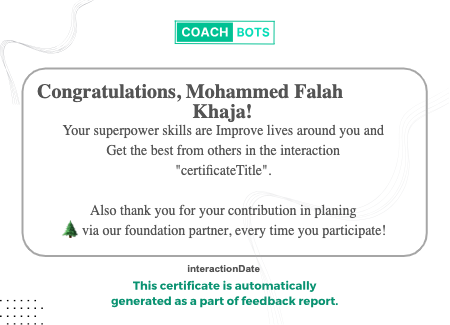 COACH BOTS
Congratulations, Mohammed Falah
Khaja!
Your superpower skills are Improve lives around you and
Get the best from others in the interaction
"certificateTitle".
Also thank you for your contribution in planing
🌲 via our foundation partner, every time you participate!
interactionDate
This certificate is automatically
generated as a part of feedback report.